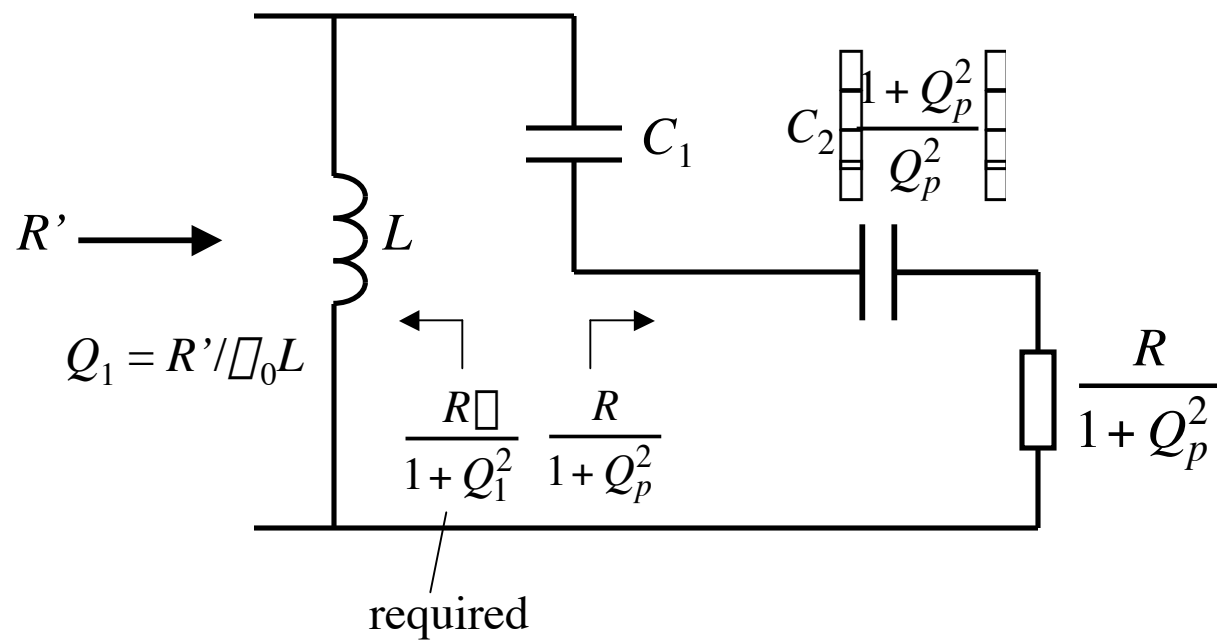 C₂ [ (1 + Q_p²) / Q_p² ]
C₁
R’
L
Q₁ = R’/□₀L
R□ / (1 + Q₁²)
R / (1 + Q_p²)
R / (1 + Q_p²)
required